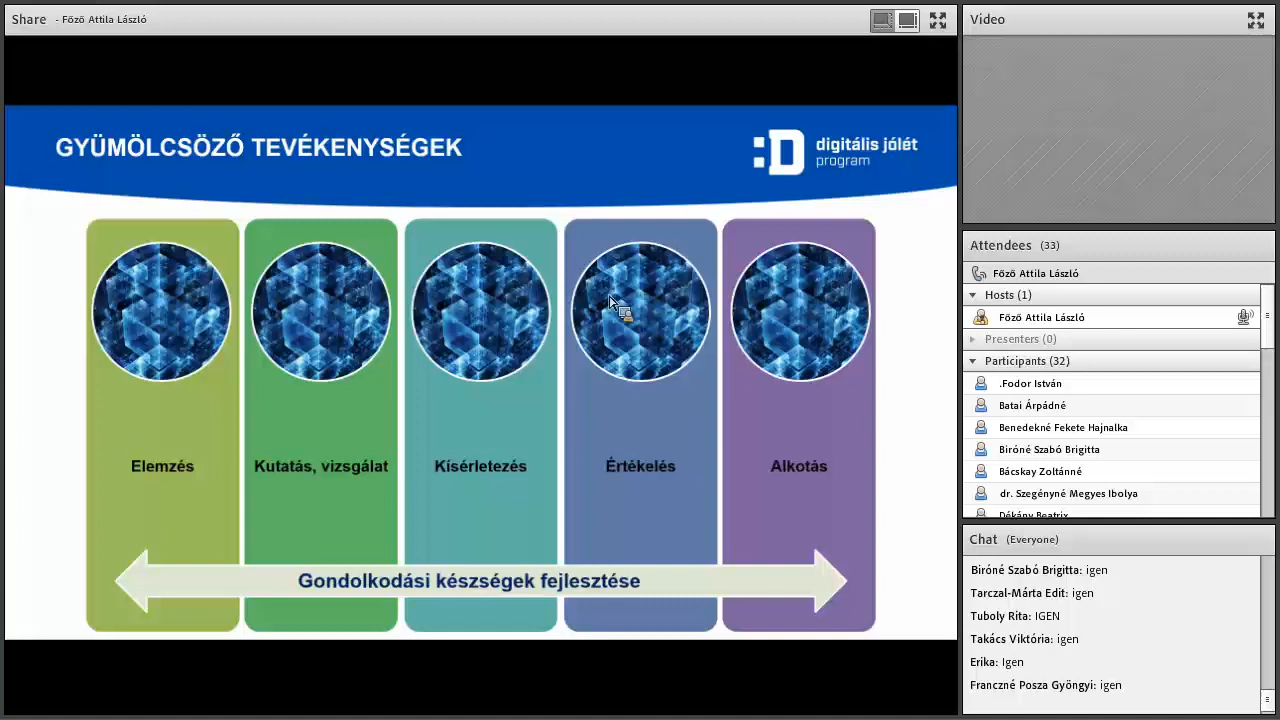 Share - Főző Attila László
GYÜMÖLCSÖZŐ TEVÉKENYSÉGEK
:D digitális jólét
program
Elemzés
Kutatás, vizsgálat
Kísérletezés
Értékelés
Alkotás
Gondolkodási készségek fejlesztése
Video
Attendees (33)
Főző Attila László
Hosts (1)
Főző Attila László
Presenters (0)
Participants (32)
.Fodor István
Batai Árpádné
Benedekné Fekete Hajnalka
Biróné Szabó Brigitta
Bácskay Zoltánné
dr. Szegényné Megyes Ibolya
Dékány Beatrix
Chat (Everyone)
Biróné Szabó Brigitta: igen
Tarczal-Márta Edit: igen
Tuboly Rita: IGEN
Takács Viktória: igen
Erika: Igen
Franczné Posza Gyöngyi: igen